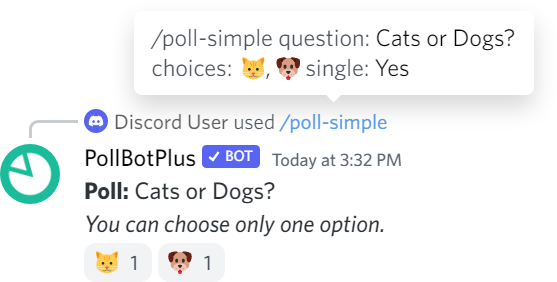 /poll-simple question: Cats or Dogs?
choices: 🐱, 🐶 single: Yes
Discord User used /poll-simple
PollBotPlus ✓ BOT Today at 3:32 PM
Poll: Cats or Dogs?
You can choose only one option.
🐱 1 🐶 1